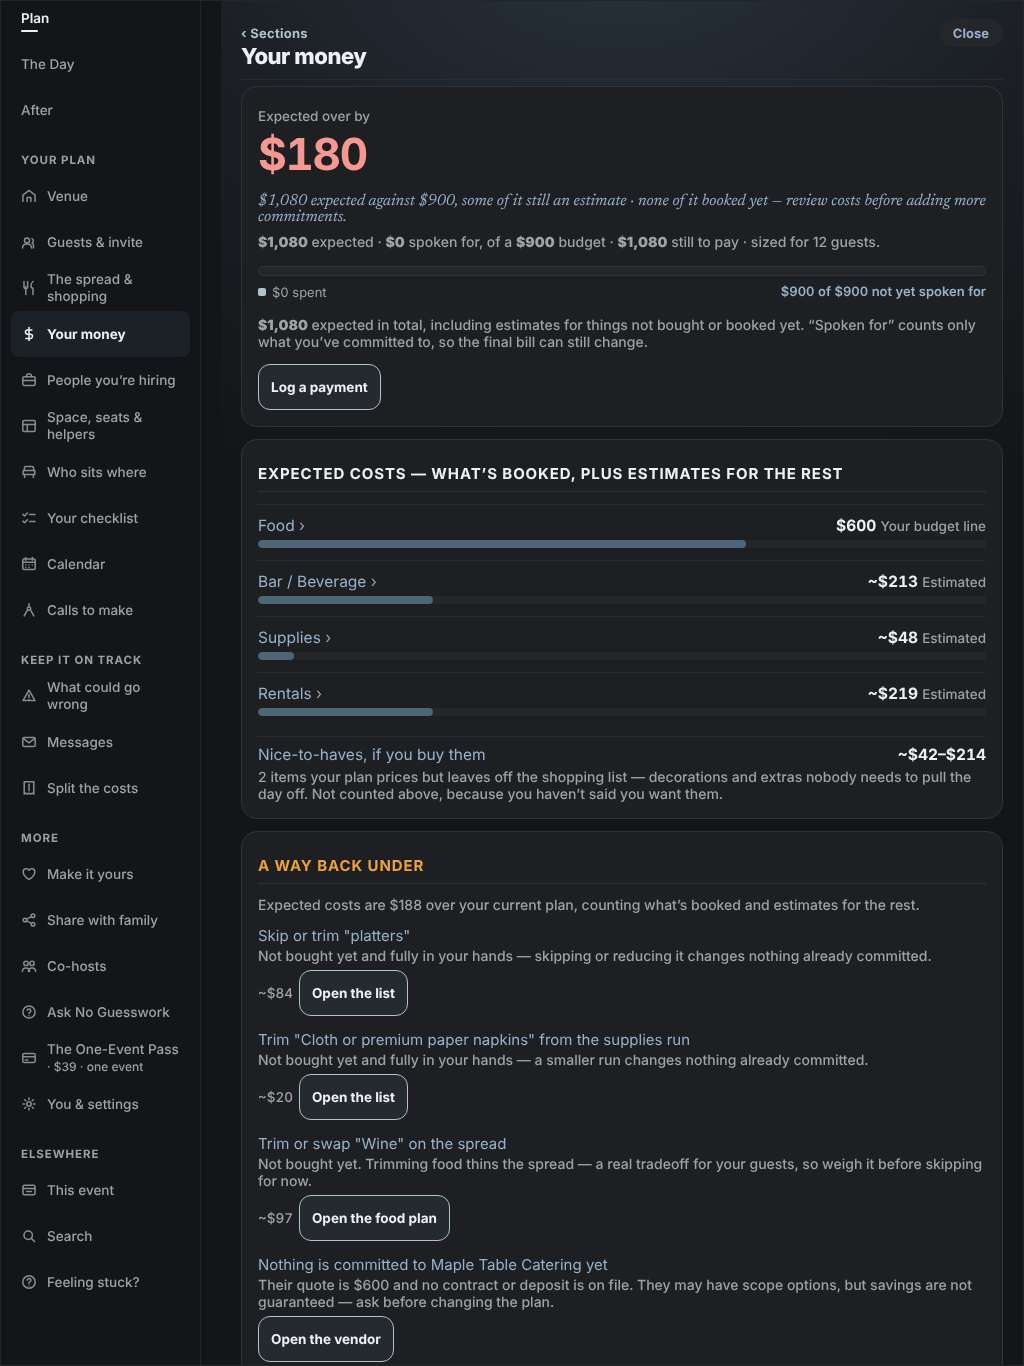 Plan
The Day
After
YOUR PLAN
Venue
Guests & invite
The spread &
shopping
Your money
People you’re hiring
Space, seats &
helpers
Who sits where
Your checklist
Calendar
Calls to make
KEEP IT ON TRACK
What could go
wrong
Messages
Split the costs
MORE
Make it yours
Share with family
Co-hosts
Ask No Guesswork
The One-Event Pass
· $39 · one event
You & settings
ELSEWHERE
This event
Search
Feeling stuck?
‹ Sections
Close
Your money
Expected over by
$180
$1,080 expected against $900, some of it still an estimate · none of it booked yet — review costs before adding more
commitments.
$1,080 expected · $0 spoken for, of a $900 budget · $1,080 still to pay · sized for 12 guests.
$0 spent
$900 of $900 not yet spoken for
$1,080 expected in total, including estimates for things not bought or booked yet. “Spoken for” counts only
what you’ve committed to, so the final bill can still change.
Log a payment
EXPECTED COSTS — WHAT’S BOOKED, PLUS ESTIMATES FOR THE REST
Food ›
$600 Your budget line
Bar / Beverage ›
~$213 Estimated
Supplies ›
~$48 Estimated
Rentals ›
~$219 Estimated
Nice-to-haves, if you buy them
~$42–$214
2 items your plan prices but leaves off the shopping list — decorations and extras nobody needs to pull the
day off. Not counted above, because you haven’t said you want them.
A WAY BACK UNDER
Expected costs are $188 over your current plan, counting what’s booked and estimates for the rest.
Skip or trim "platters"
Not bought yet and fully in your hands — skipping or reducing it changes nothing already committed.
~$84 Open the list
Trim "Cloth or premium paper napkins" from the supplies run
Not bought yet and fully in your hands — a smaller run changes nothing already committed.
~$20 Open the list
Trim or swap "Wine" on the spread
Not bought yet. Trimming food thins the spread — a real tradeoff for your guests, so weigh it before skipping
for now.
~$97 Open the food plan
Nothing is committed to Maple Table Catering yet
Their quote is $600 and no contract or deposit is on file. They may have scope options, but savings are not
guaranteed — ask before changing the plan.
Open the vendor